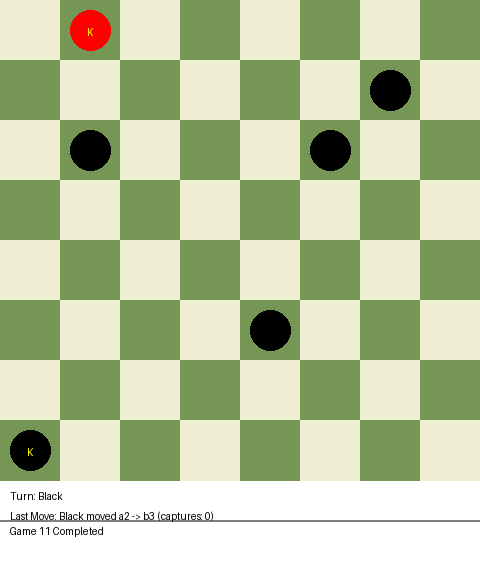 K
K
Turn: Black
Last Move: Black moved a2 -> b3 (captures: 0)
Game 11 Completed